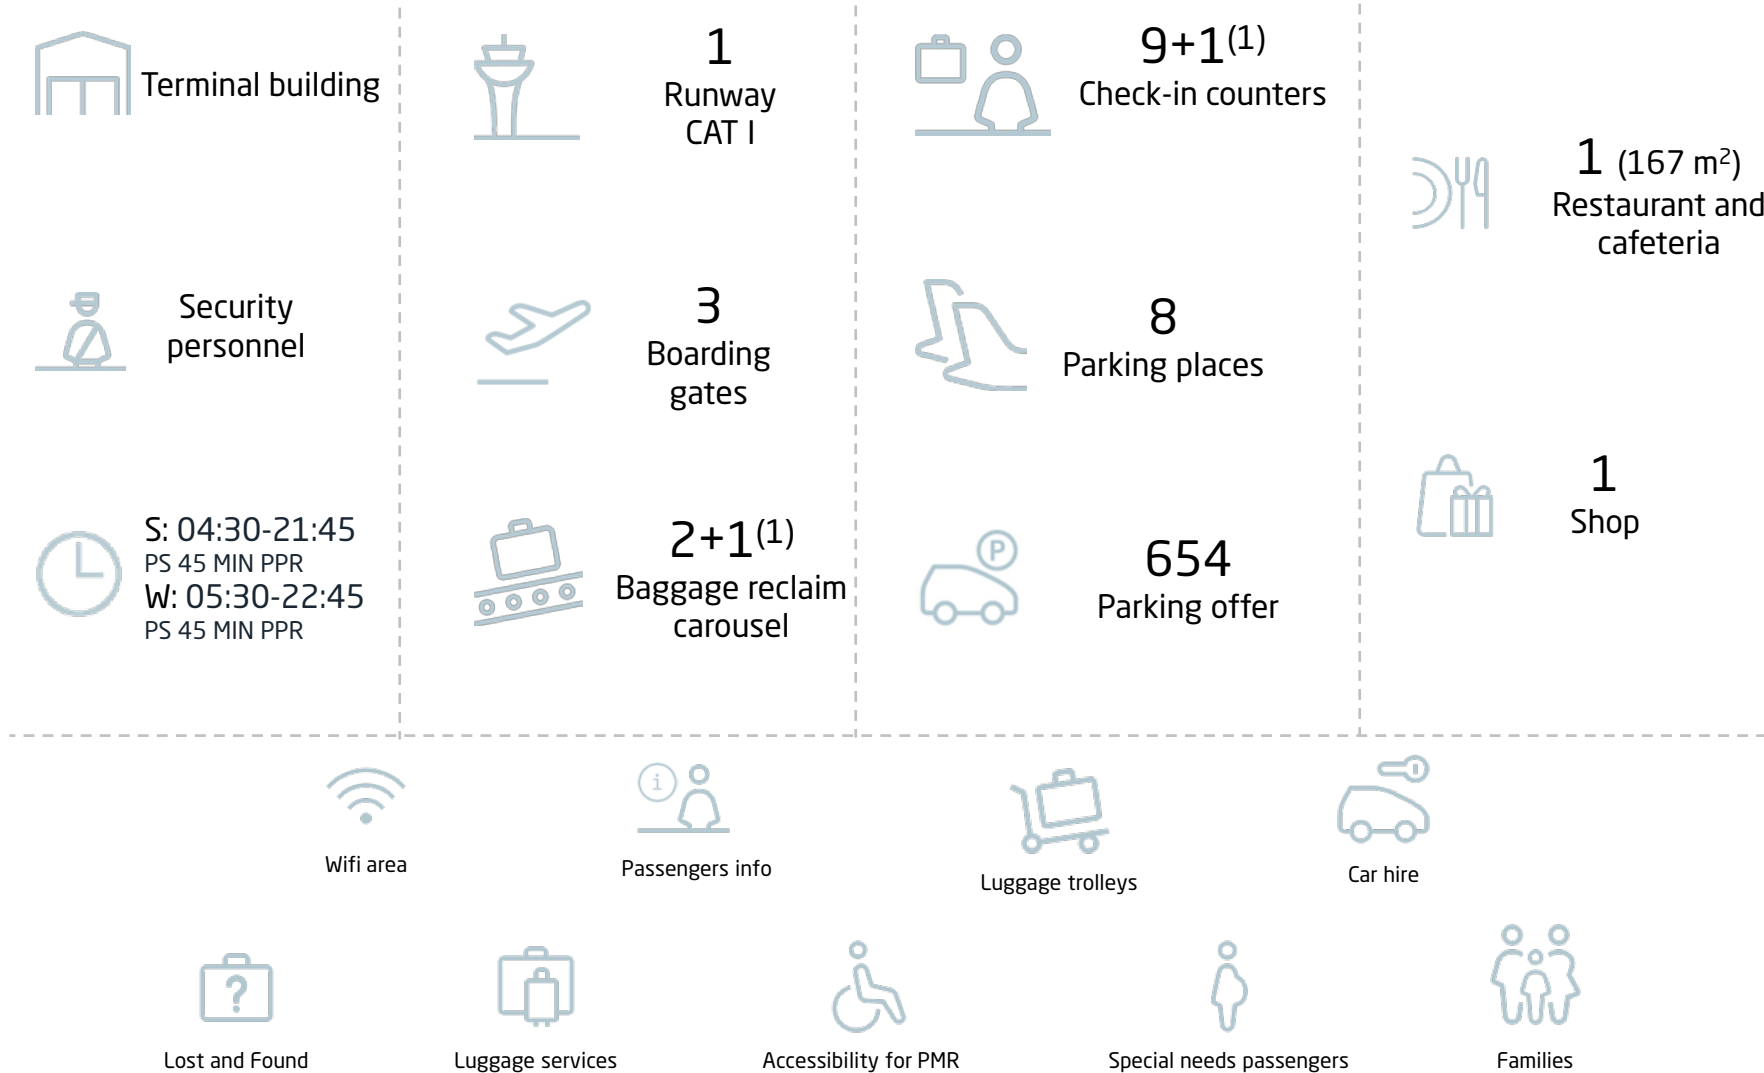 Terminal building
Security
personnel
S: 04:30-21:45
PS 45 MIN PPR
W: 05:30-22:45
PS 45 MIN PPR
1
Runway
CAT I
3
Boarding
gates
2+1(1)
Baggage reclaim
carousel
9+1(1)
Check-in counters
8
Parking places
P
654
Parking offer
1 (167 m²)
Restaurant and
cafeteria
1
Shop
Wifi area
i
Passengers info
Luggage trolleys
Car hire
?
Lost and Found
Luggage services
Accessibility for PMR
Special needs passengers
Families